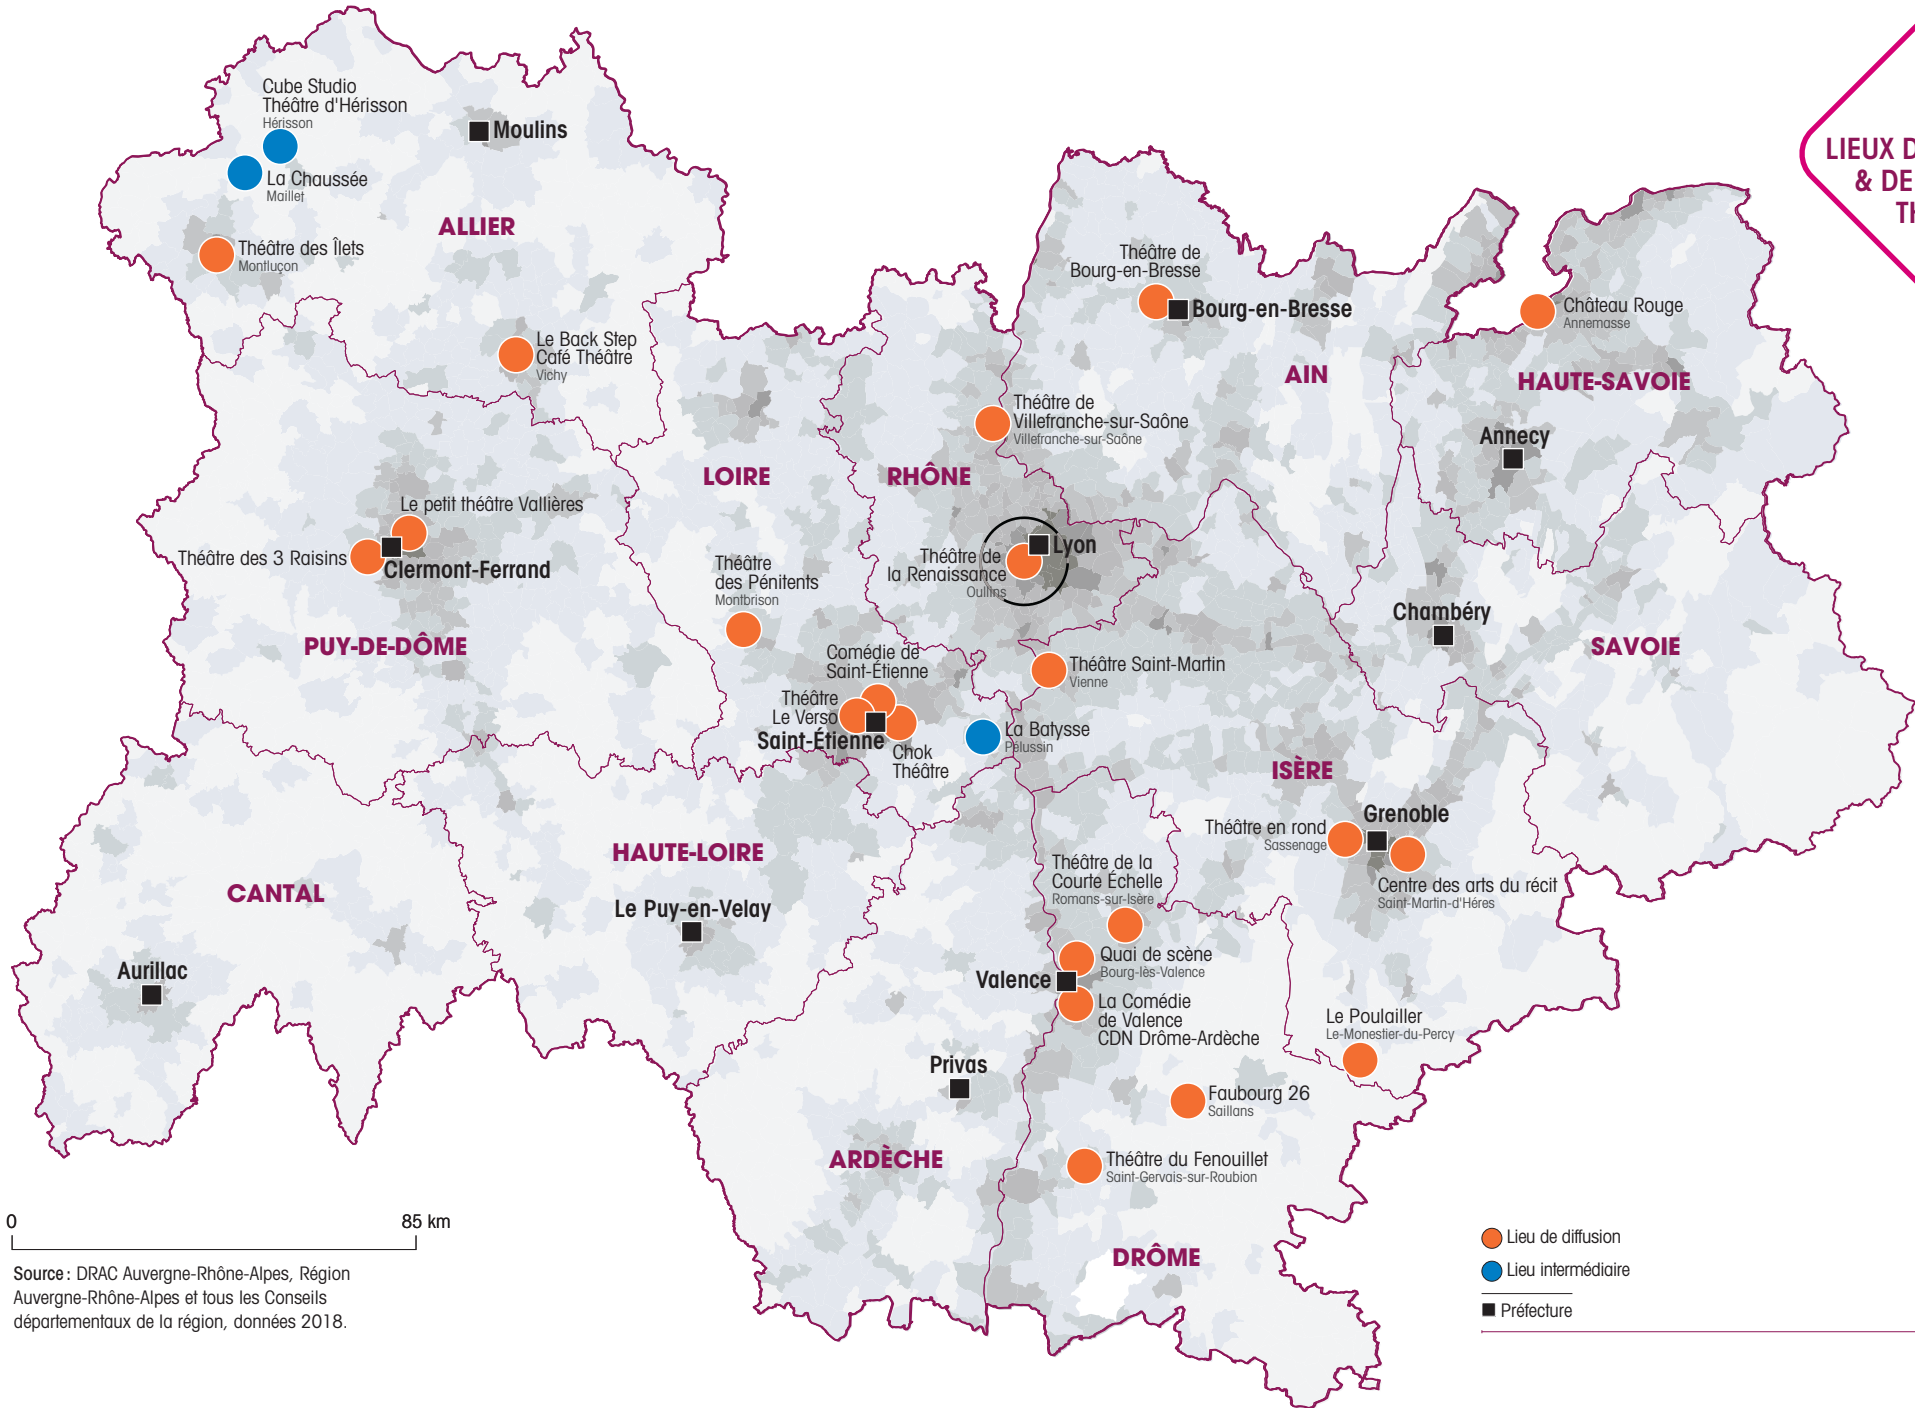 LIEUX D
& DE
TH
Cube Studio
Théâtre d'Hérisson
Hérisson
Moulins
La Chaussée
Maillet
ALLIER
Théâtre des Îlets
Montluçon
Le Back Step
Café Théâtre
Vichy
Théâtre de
Bourg-en-Bresse
Bourg-en-Bresse
AIN
Château Rouge
Annemasse
HAUTE-SAVOIE
Annecy
Théâtre de
Villefranche-sur-Saône
Villefranche-sur-Saône
LOIRE
RHÔNE
Le petit théâtre Vallières
Théâtre des 3 Raisins
Clermont-Ferrand
PUY-DE-DÔME
Théâtre
des Pénitents
Montbrison
Lyon
Théâtre de
la Renaissance
Oullins
Chambéry
SAVOIE
Comédie de
Saint-Étienne
Théâtre
Le Verso
Saint-Étienne
Chok
Théâtre
Théâtre Saint-Martin
Vienne
La Batysse
Pélussin
ISÈRE
Grenoble
Théâtre en rond
Sassenage
Centre des arts du récit
Saint-Martin-d'Héres
HAUTE-LOIRE
Le Puy-en-Velay
CANTAL
Aurillac
Théâtre de la
Courte Échelle
Romans-sur-Isère
Quai de scène
Bourg-lès-Valence
Valence
La Comédie
de Valence
CDN Drôme-Ardèche
Le Poulailler
Le-Monestier-du-Percy
Privas
Faubourg 26
Saillans
ARDÈCHE
Théâtre du Fenouillet
Saint-Gervais-sur-Roubion
DRÔME
0 85 km
Source : DRAC Auvergne-Rhône-Alpes, Région
Auvergne-Rhône-Alpes et tous les Conseils
départementaux de la région, données 2018.
Lieu de diffusion
Lieu intermédiaire
Préfecture